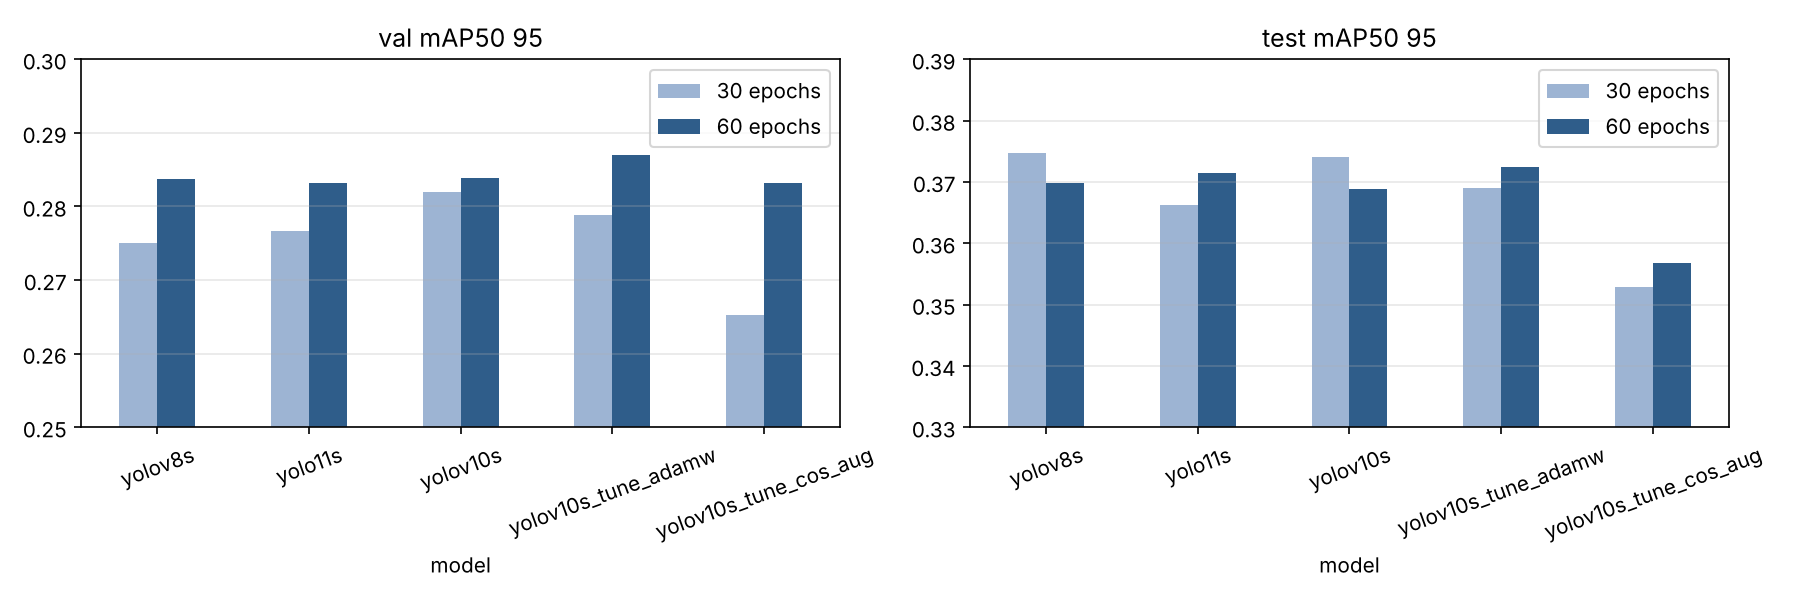 val mAP50 95
0.30
0.29
0.28
0.27
0.26
0.25
30 epochs
60 epochs
yolov8s
yolo11s
yolov10s
yolov10s_tune_adamw
yolov10s_tune_cos_aug
model
test mAP50 95
0.39
0.38
0.37
0.36
0.35
0.34
0.33
30 epochs
60 epochs
yolov8s
yolo11s
yolov10s
yolov10s_tune_adamw
yolov10s_tune_cos_aug
model